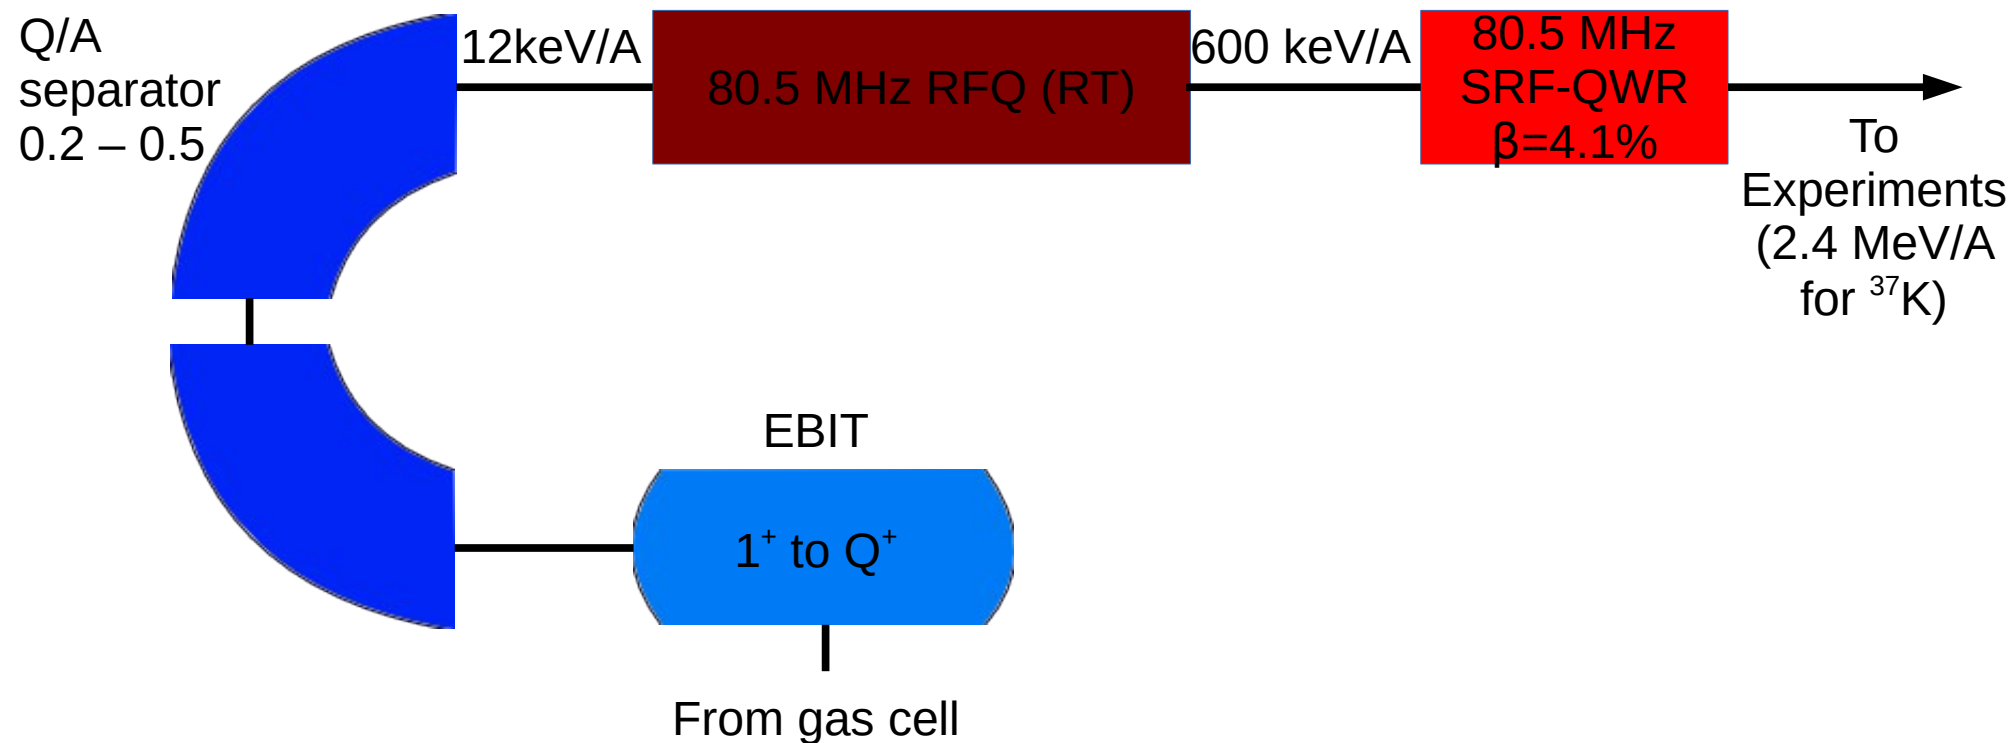 Q/A
separator
0.2 – 0.5
12keV/A
80.5 MHz RFQ (RT)
600 keV/A
80.5 MHz
SRF-QWR
β=4.1%
To
Experiments
(2.4 MeV/A
for ³⁷K)
EBIT
1⁺ to Q⁺
From gas cell